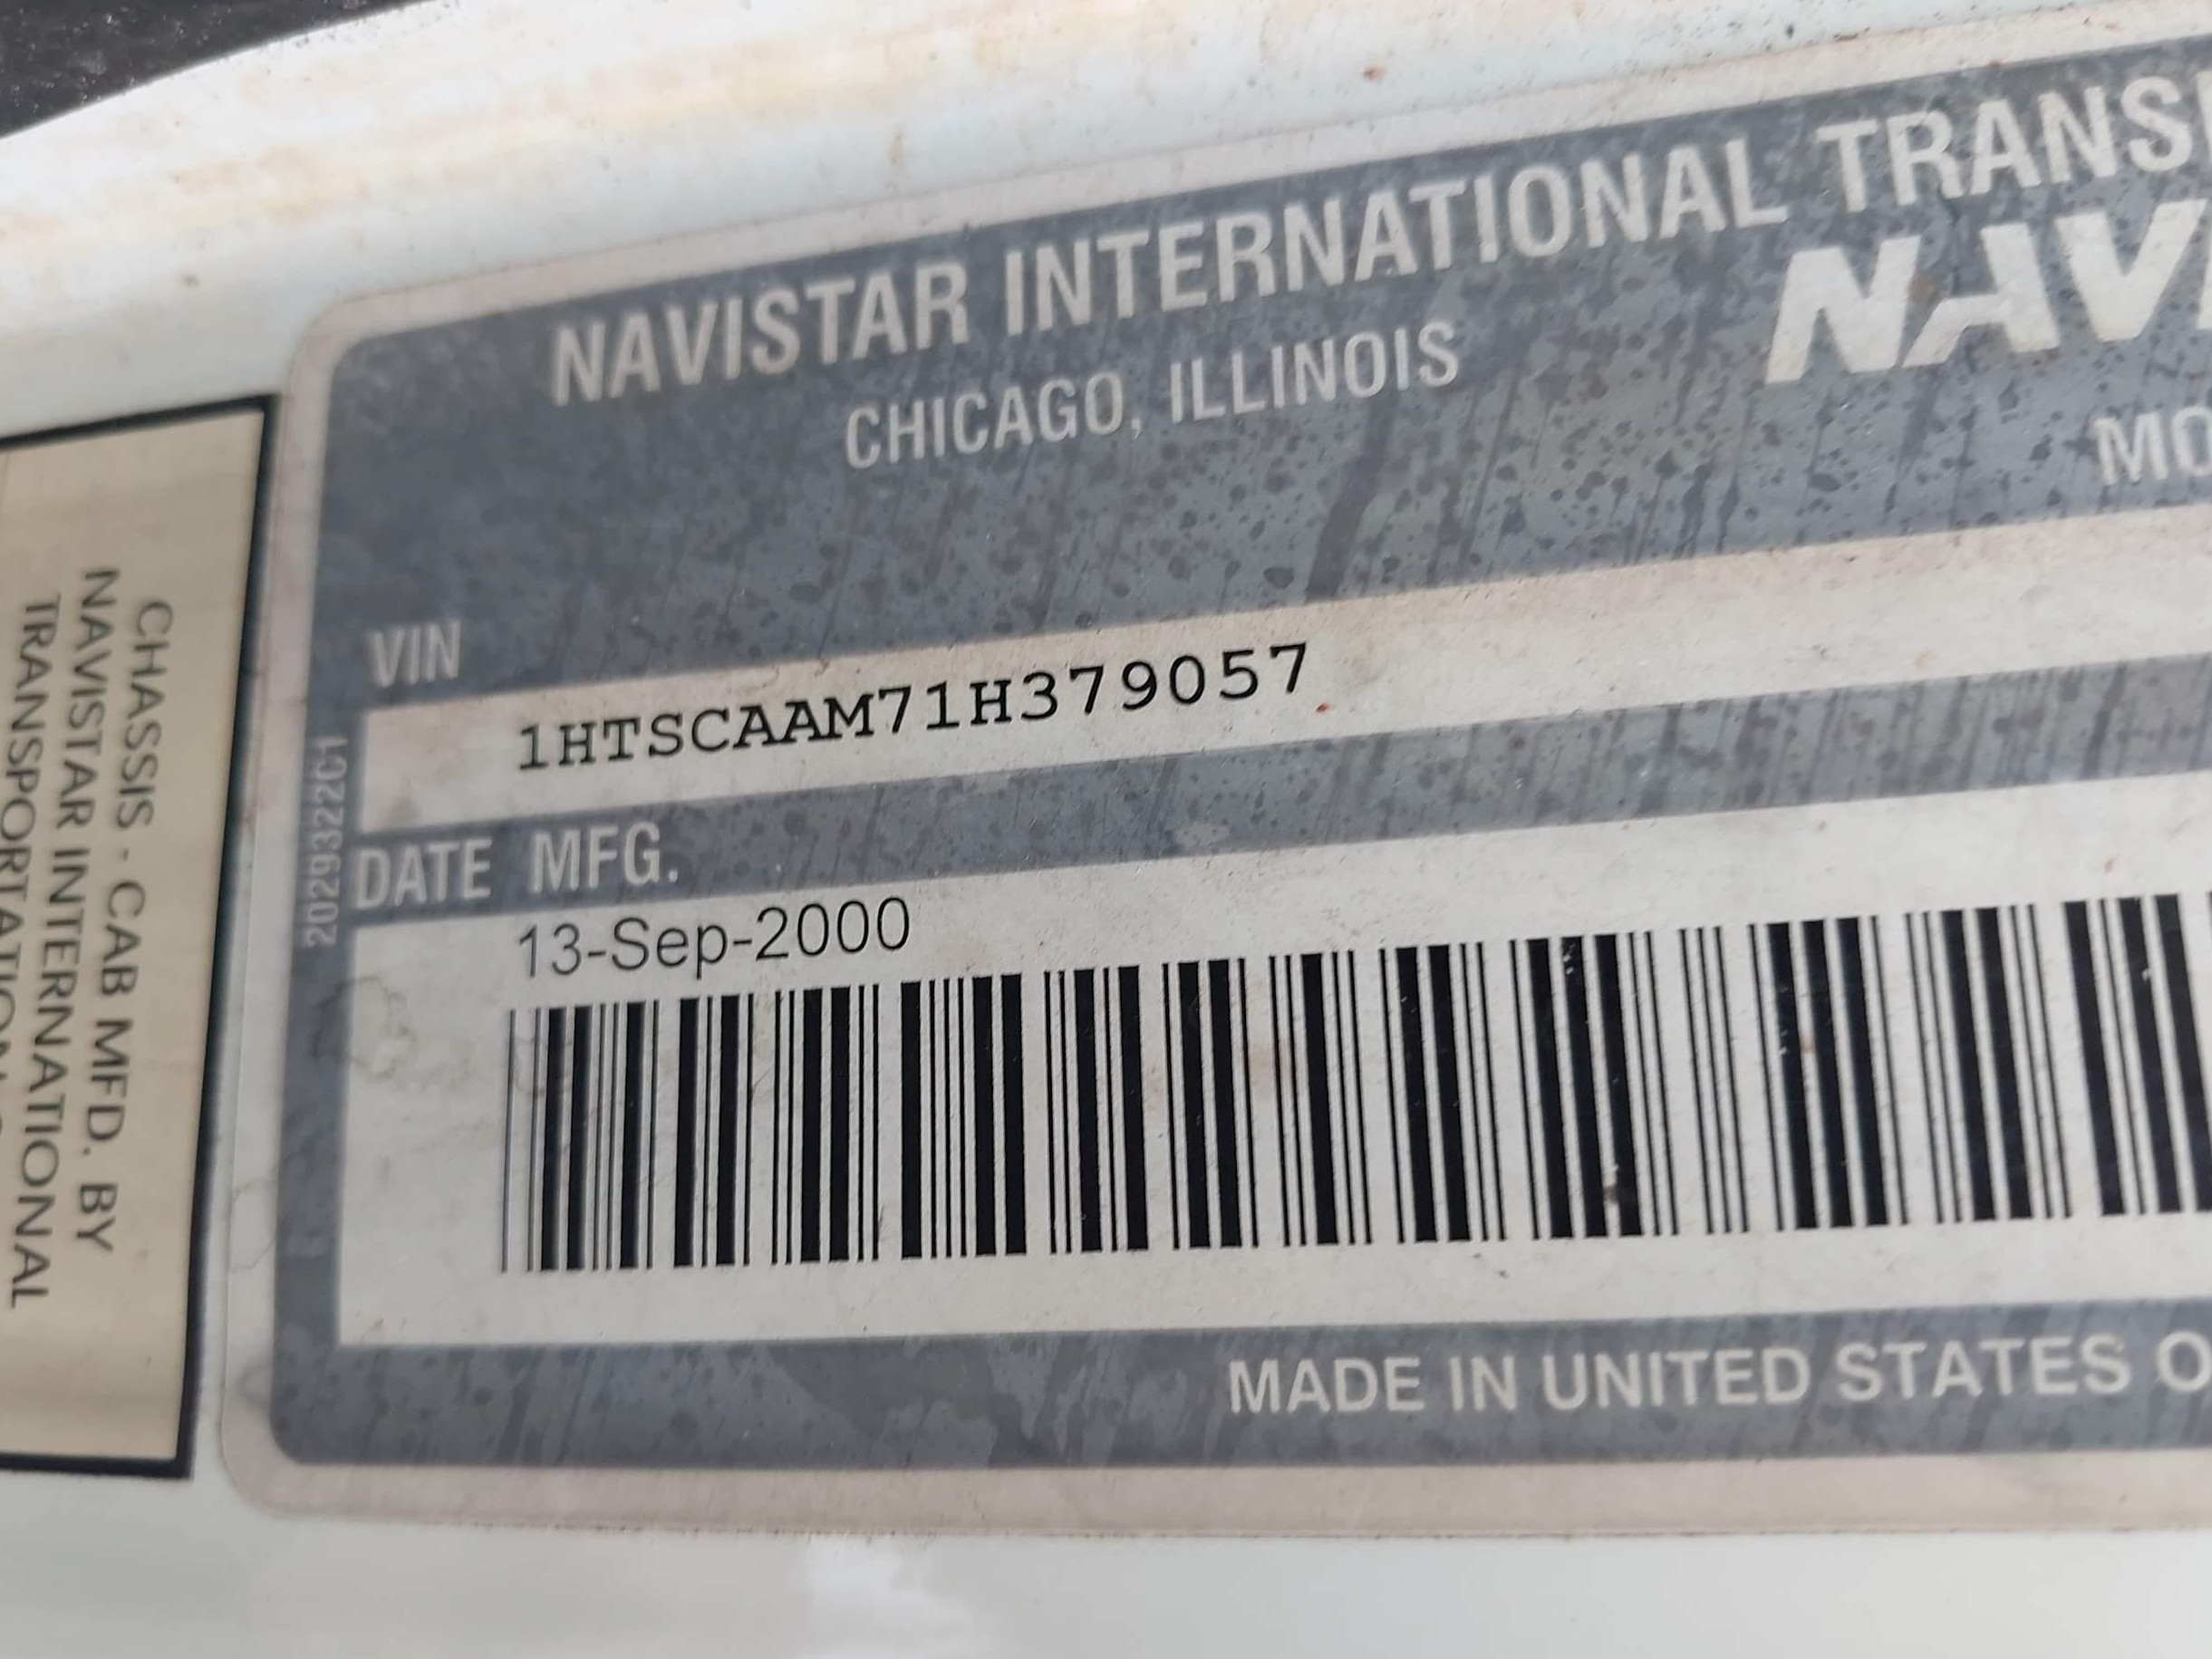 NAVISTAR INTERNATIONAL TRANS
CHICAGO, ILLINOIS
NAV
MO
VIN
1HTSCAAM71H379057
DATE MFG.
13-Sep-2000
MADE IN UNITED STATES O
2029322C1
CHASSIS - CAB MFD. BY
NAVISTAR INTERNATIONAL
TRANSPORTATION